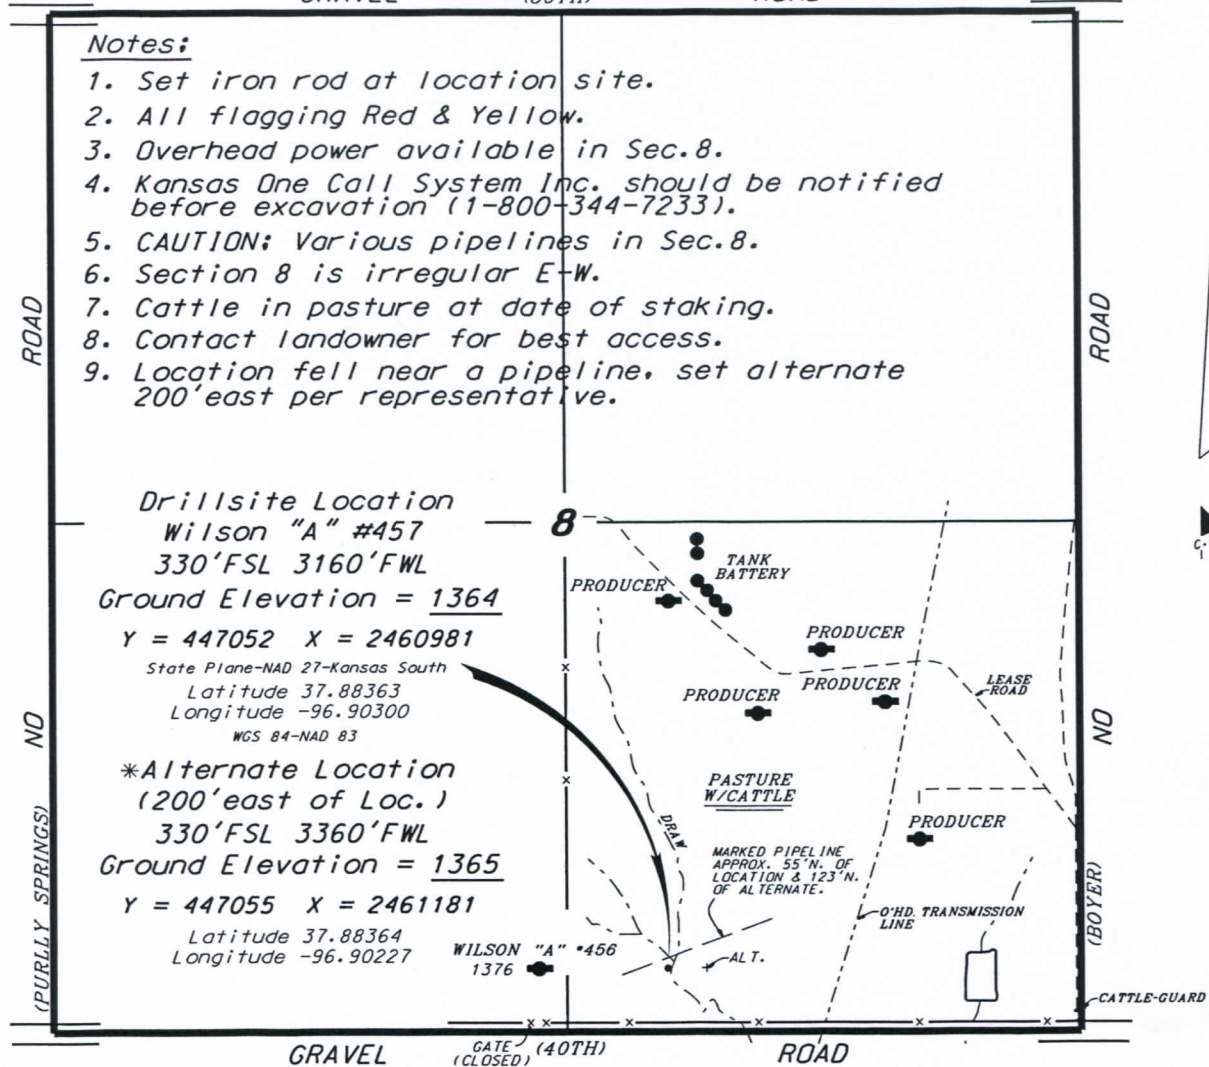 GRAVEL
ROAD
Notes:
1. Set iron rod at location site.
2. All flagging Red & Yellow.
3. Overhead power available in Sec.8.
4. Kansas One Call System Inc. should be notified
before excavation (1-800-344-7233).
5. CAUTION: Various pipelines in Sec.8.
6. Section 8 is irregular E-W.
7. Cattle in pasture at date of staking.
8. Contact landowner for best access.
9. Location fell near a pipeline, set alternate
200'east per representative.
ROAD
NO
(PURLLY SPRINGS)
ROAD
NO
(BOYER)
Drillsite Location
Wilson "A" #457
330'FSL 3160'FWL
Ground Elevation = 1364
Y = 447052 X = 2460981
State Plane-NAD 27-Kansas South
Latitude 37.88363
Longitude -96.90300
WGS 84-NAD 83
*Alternate Location
(200'east of Loc.)
330'FSL 3360'FWL
Ground Elevation = 1365
Y = 447055 X = 2461181
Latitude 37.88364
Longitude -96.90227
8
TANK
BATTERY
PRODUCER
PRODUCER
PRODUCER
PRODUCER
LEASE
ROAD
PASTURE
W/CATTLE
DRAW
PRODUCER
MARKED PIPELINE
APPROX. 55'N. OF
LOCATION & 123'N.
OF ALTERNATE.
O'HD. TRANSMISSION
LINE
WILSON "A" #456
1376
ALT.
CATTLE-GUARD
GRAVEL
GATE
(CLOSED)
(40TH)
ROAD